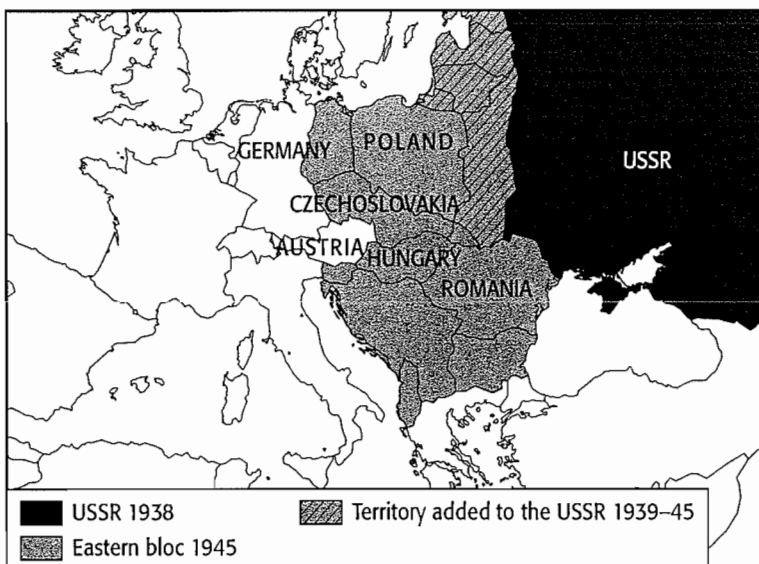 GERMANY
POLAND
USSR
CZECHOSLOVAKIA
AUSTRIA
HUNGARY
ROMANIA
USSR 1938
Territory added to the USSR 1939–45
Eastern bloc 1945